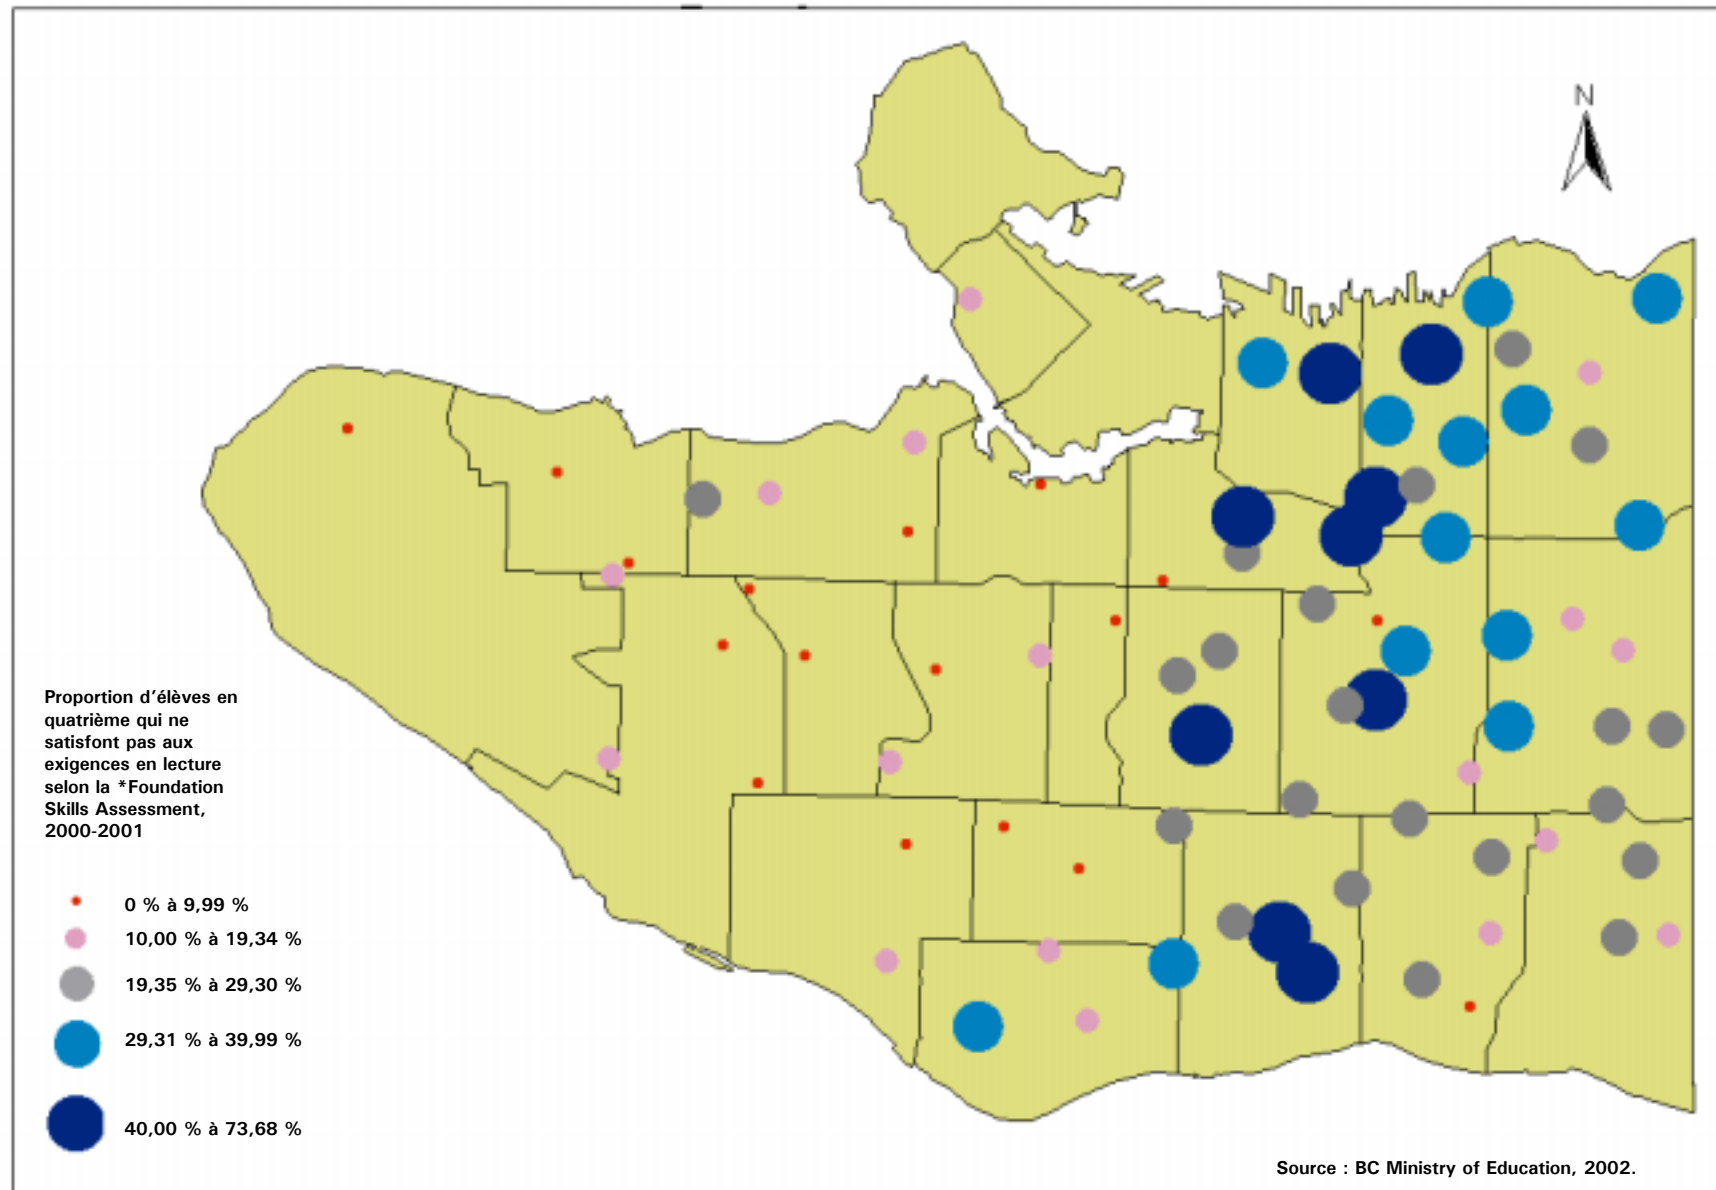 N
Proportion d'élèves en
quatrième qui ne
satisfont pas aux
exigences en lecture
selon la *Foundation
Skills Assessment,
2000-2001
0 % à 9,99 %
10,00 % à 19,34 %
19,35 % à 29,30 %
29,31 % à 39,99 %
40,00 % à 73,68 %
Source : BC Ministry of Education, 2002.